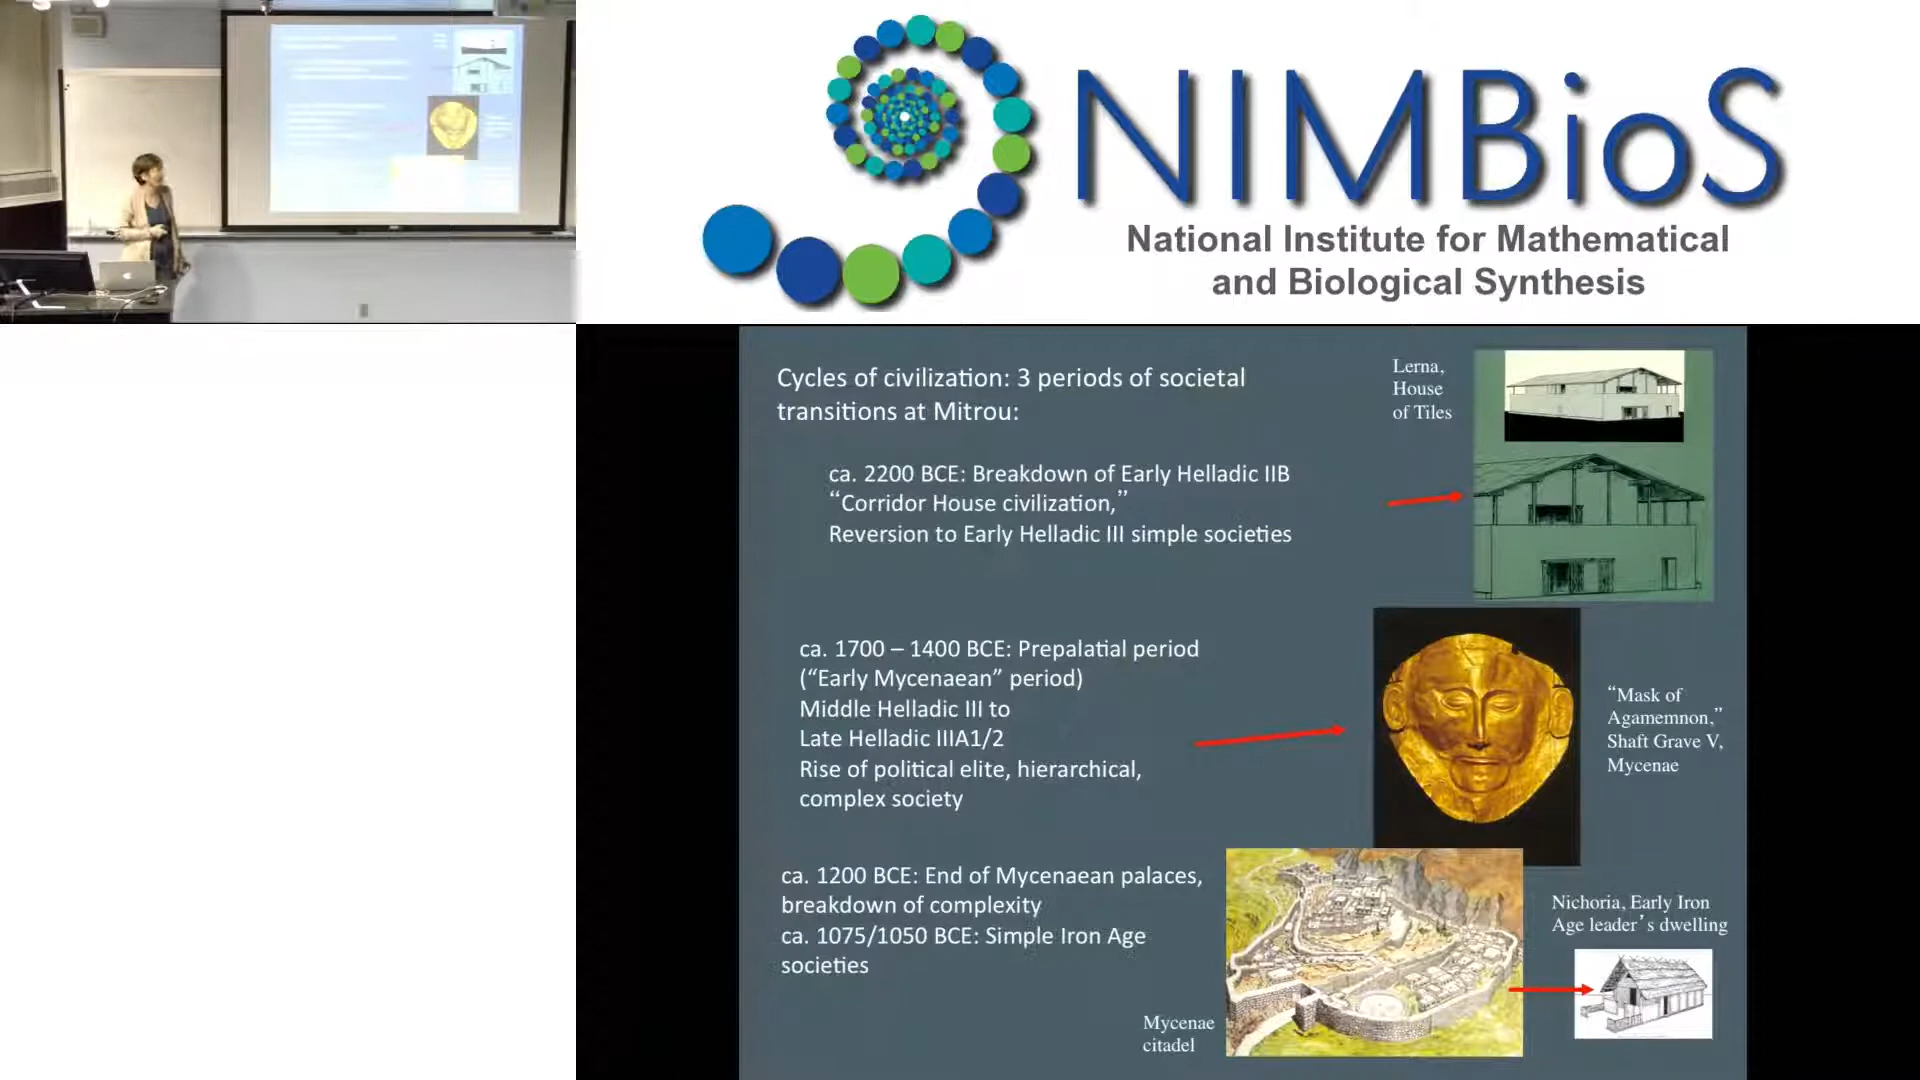 NIMBioS
National Institute for Mathematical
and Biological Synthesis
Cycles of civilization: 3 periods of societal
transitions at Mitrou:
Lerna,
House
of Tiles
ca. 2200 BCE: Breakdown of Early Helladic IIB
“Corridor House civilization,”
Reversion to Early Helladic III simple societies
ca. 1700 – 1400 BCE: Prepalatial period
(“Early Mycenaean” period)
Middle Helladic III to
Late Helladic IIIA1/2
Rise of political elite, hierarchical,
complex society
“Mask of
Agamemnon,”
Shaft Grave V,
Mycenae
ca. 1200 BCE: End of Mycenaean palaces,
breakdown of complexity
ca. 1075/1050 BCE: Simple Iron Age
societies
Mycenae
citadel
Nichoria, Early Iron
Age leader’s dwelling